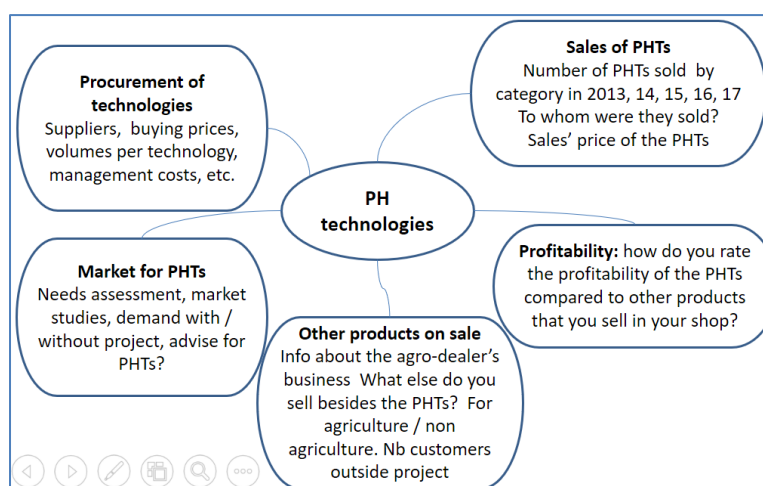 Procurement of
technologies
Suppliers, buying prices,
volumes per technology,
management costs, etc.
Sales of PHTs
Number of PHTs sold by
category in 2013, 14, 15, 16, 17
To whom were they sold?
Sales' price of the PHTs
PH
technologies
Market for PHTs
Needs assessment, market
studies, demand with /
without project, advise for
PHTs?
Profitability: how do you rate
the profitability of the PHTs
compared to other products
that you sell in your shop?
Other products on sale
Info about the agro-dealer's
business What else do you
sell besides the PHTs? For
agriculture / non
agriculture. Nb customers
outside project